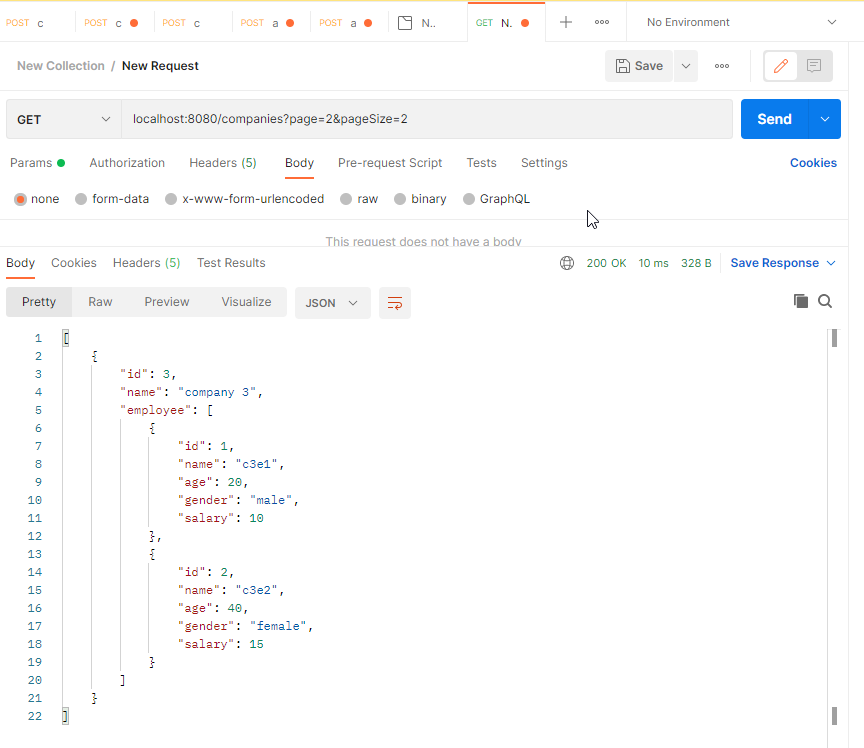 POST c POST c POST c POST a POST a N.. GET N. No Environment
New Collection / New Request Save
GET localhost:8080/companies?page=2&pageSize=2 Send
Params Authorization Headers (5) Body Pre-request Script Tests Settings Cookies
none form-data x-www-form-urlencoded raw binary GraphQL
This request does not have a body
Body Cookies Headers (5) Test Results 200 OK 10 ms 328 B Save Response
Pretty Raw Preview Visualize JSON
1 [
2 {
3 "id": 3,
4 "name": "company 3",
5 "employee": [
6 {
7 "id": 1,
8 "name": "c3e1",
9 "age": 20,
10 "gender": "male",
11 "salary": 10
12 },
13 {
14 "id": 2,
15 "name": "c3e2",
16 "age": 40,
17 "gender": "female",
18 "salary": 15
19 }
20 ]
21 }
22 ]